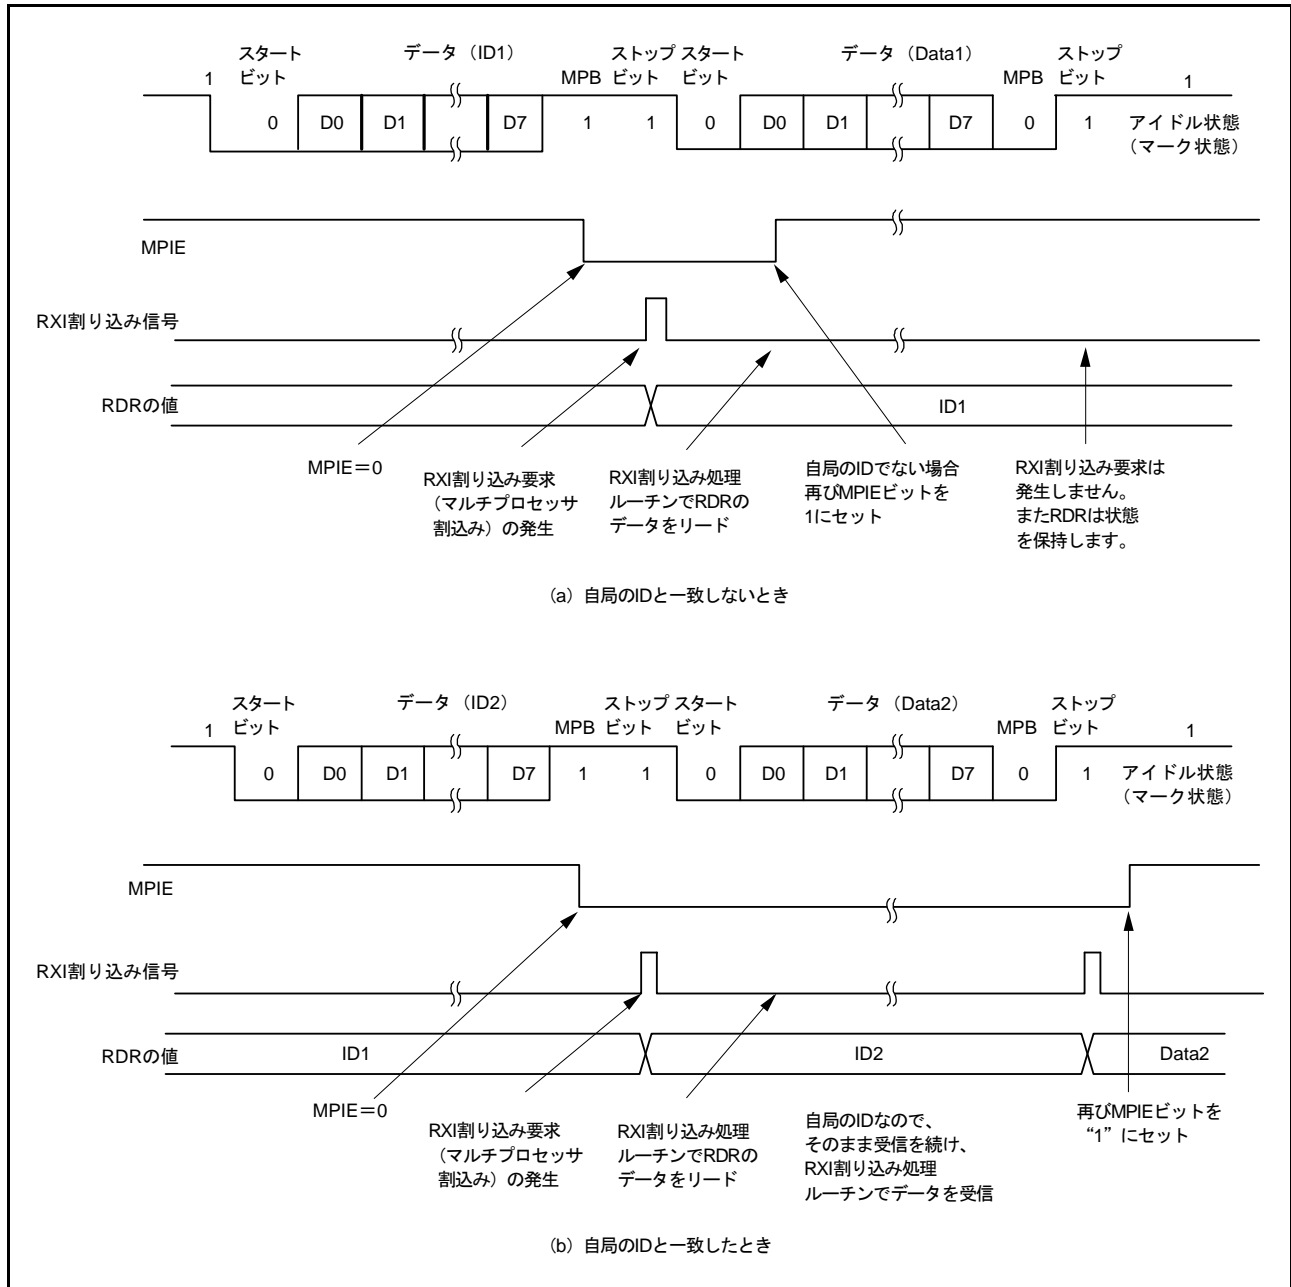 スタート データ（ID1） ストップ スタート データ（Data1） ストップ
1 ビット MPB ビット ビット MPB ビット 1
0 D0 D1 D7 1 1 0 D0 D1 D7 0 1 アイドル状態
（マーク状態）
MPIE
RXI割り込み信号
RDRの値 ID1
MPIE＝0
RXI割り込み要求
（マルチプロセッサ
割込み）の発生
RXI割り込み処理
ルーチンでRDRの
データをリード
自局のIDでない場合
再びMPIEビットを
1にセット
RXI割り込み要求は
発生しません。
またRDRは状態
を保持します。
（a）自局のIDと一致しないとき
スタート データ（ID2） ストップ スタート データ（Data2） ストップ
1 ビット MPB ビット ビット MPB ビット 1
0 D0 D1 D7 1 1 0 D0 D1 D7 0 1 アイドル状態
（マーク状態）
MPIE
RXI割り込み信号
RDRの値 ID1 ID2 Data2
MPIE＝0
RXI割り込み要求
（マルチプロセッサ
割込み）の発生
RXI割り込み処理
ルーチンでRDRの
データをリード
自局のIDなので、
そのまま受信を続け、
RXI割り込み処理
ルーチンでデータを受信
再びMPIEビットを
“1”にセット
（b）自局のIDと一致したとき